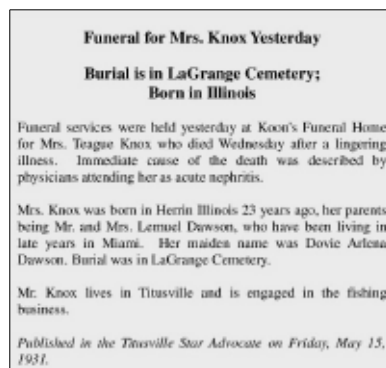 Funeral for Mrs. Knox Yesterday
Burial is in LaGrange Cemetery;
Born in Illinois
Funeral services were held yesterday at Koon's Funeral Home
for Mrs. Teague Knox who died Wednesday after a lingering
illness. Immediate cause of the death was described by
physicians attending her as acute nephritis.
Mrs. Knox was born in Herrin Illinois 23 years ago, her parents
being Mr. and Mrs. Lemuel Dawson, who have been living in
late years in Miami. Her maiden name was Dovie Arlena
Dawson. Burial was in LaGrange Cemetery.
Mr. Knox lives in Titusville and is engaged in the fishing
business.
Published in the Titusville Star Advocate on Friday, May 15,
1931.